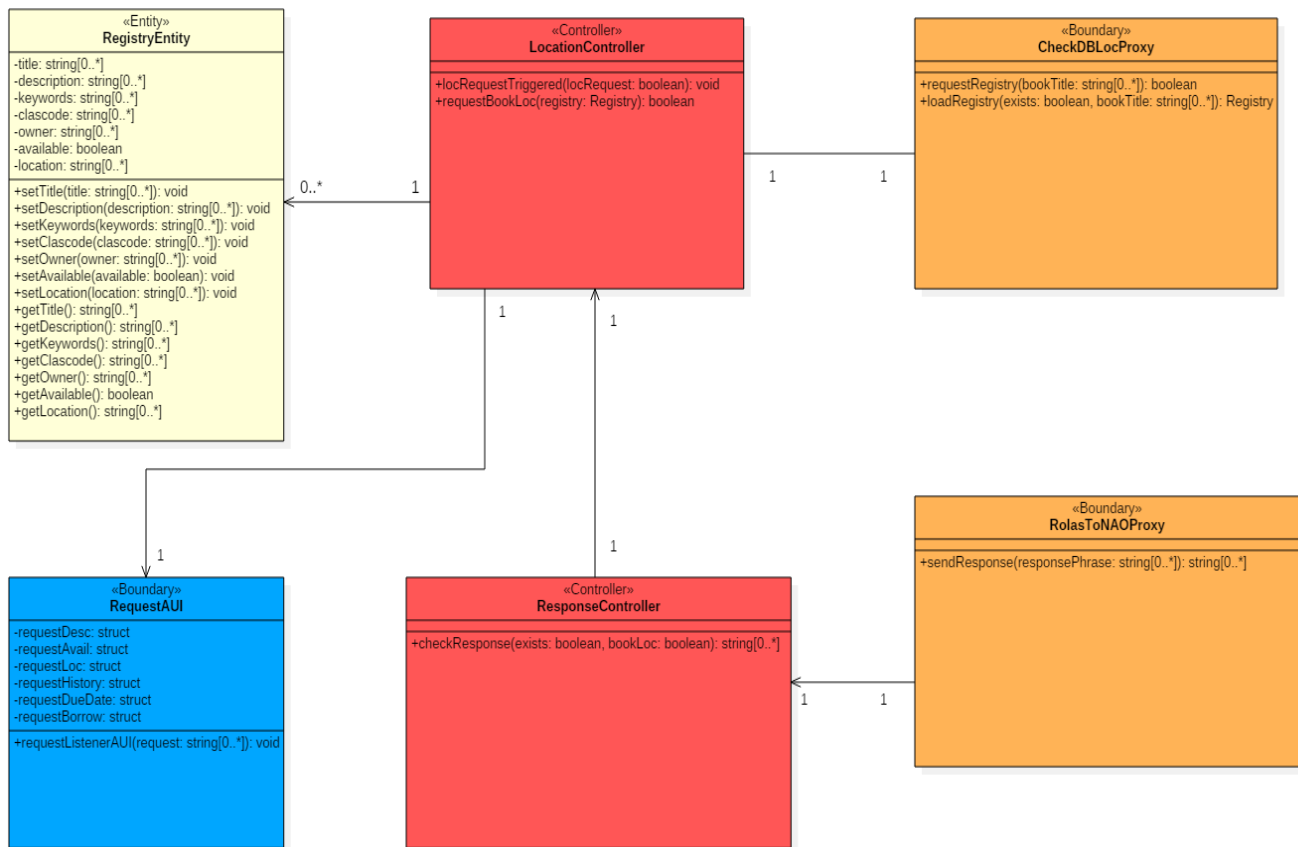 «Entity»
RegistryEntity
-title: string[0..*]
-description: string[0..*]
-keywords: string[0..*]
-clascode: string[0..*]
-owner: string[0..*]
-available: boolean
-location: string[0..*]
+setTitle(title: string[0..*]): void
+setDescription(description: string[0..*]): void
+setKeywords(keywords: string[0..*]): void
+setClascode(clascode: string[0..*]): void
+setOwner(owner: string[0..*]): void
+setAvailable(available: boolean): void
+setLocation(location: string[0..*]): void
+getTitle(): string[0..*]
+getDescription(): string[0..*]
+getKeywords(): string[0..*]
+getClascode(): string[0..*]
+getOwner(): string[0..*]
+getAvailable(): boolean
+getLocation(): string[0..*]
0..*
1
«Controller»
LocationController
+locRequestTriggered(locRequest: boolean): void
+requestBookLoc(registry: Registry): boolean
1
1
«Boundary»
CheckDBLocProxy
+requestRegistry(bookTitle: string[0..*]): boolean
+loadRegistry(exists: boolean, bookTitle: string[0..*]): Registry
1
1
1
1
«Boundary»
RequestAUI
-requestDesc: struct
-requestAvail: struct
-requestLoc: struct
-requestHistory: struct
-requestDueDate: struct
-requestBorrow: struct
+requestListenerAUI(request: string[0..*]): void
«Controller»
ResponseController
+checkResponse(exists: boolean, bookLoc: boolean): string[0..*]
1
1
«Boundary»
RolasToNAOProxy
+sendResponse(responsePhrase: string[0..*]): string[0..*]